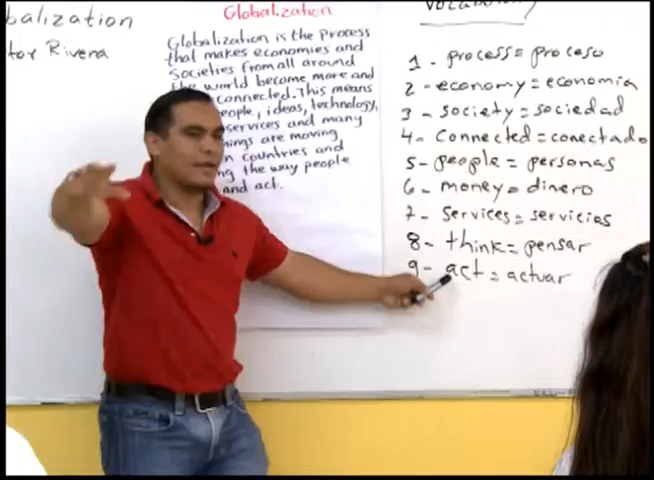 balization
tor Rivera
Globalization
Globalization is the process
that makes economies and
Societies from all around
the world become more and
connected. This means
people, ideas, technology,
services and many
things are moving
countries and
the way people
and act.
Vocabulary
1 - process = proceso
2 - economy = economia
3 - society = sociedad
4 - connected = conectado
5 - people = personas
6 - money = dinero
7 - services = servicios
8 - think = pensar
9 - act = actuar